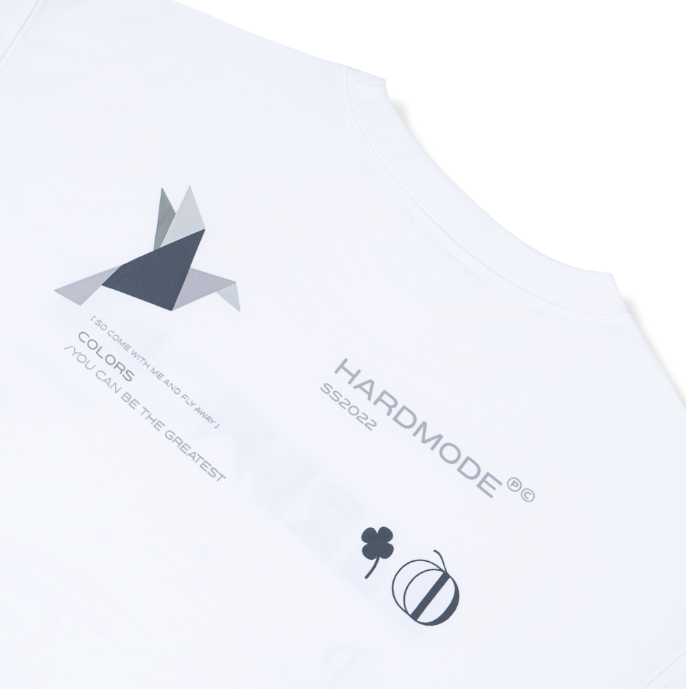 [ SO COME WITH ME AND FLY AWAY ]
COLORS
/YOU CAN BE THE GREATEST
HARDMODE ℗©
SS2022